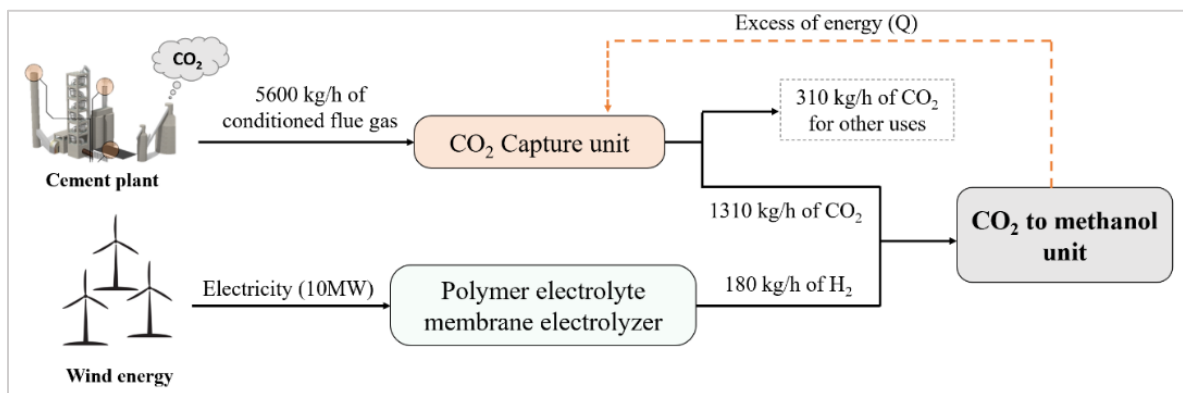 Excess of energy (Q)
CO₂
5600 kg/h of
conditioned flue gas
310 kg/h of CO₂
for other uses
CO₂ Capture unit
Cement plant
1310 kg/h of CO₂
CO₂ to methanol
unit
Electricity (10MW)
Polymer electrolyte
membrane electrolyzer
180 kg/h of H₂
Wind energy